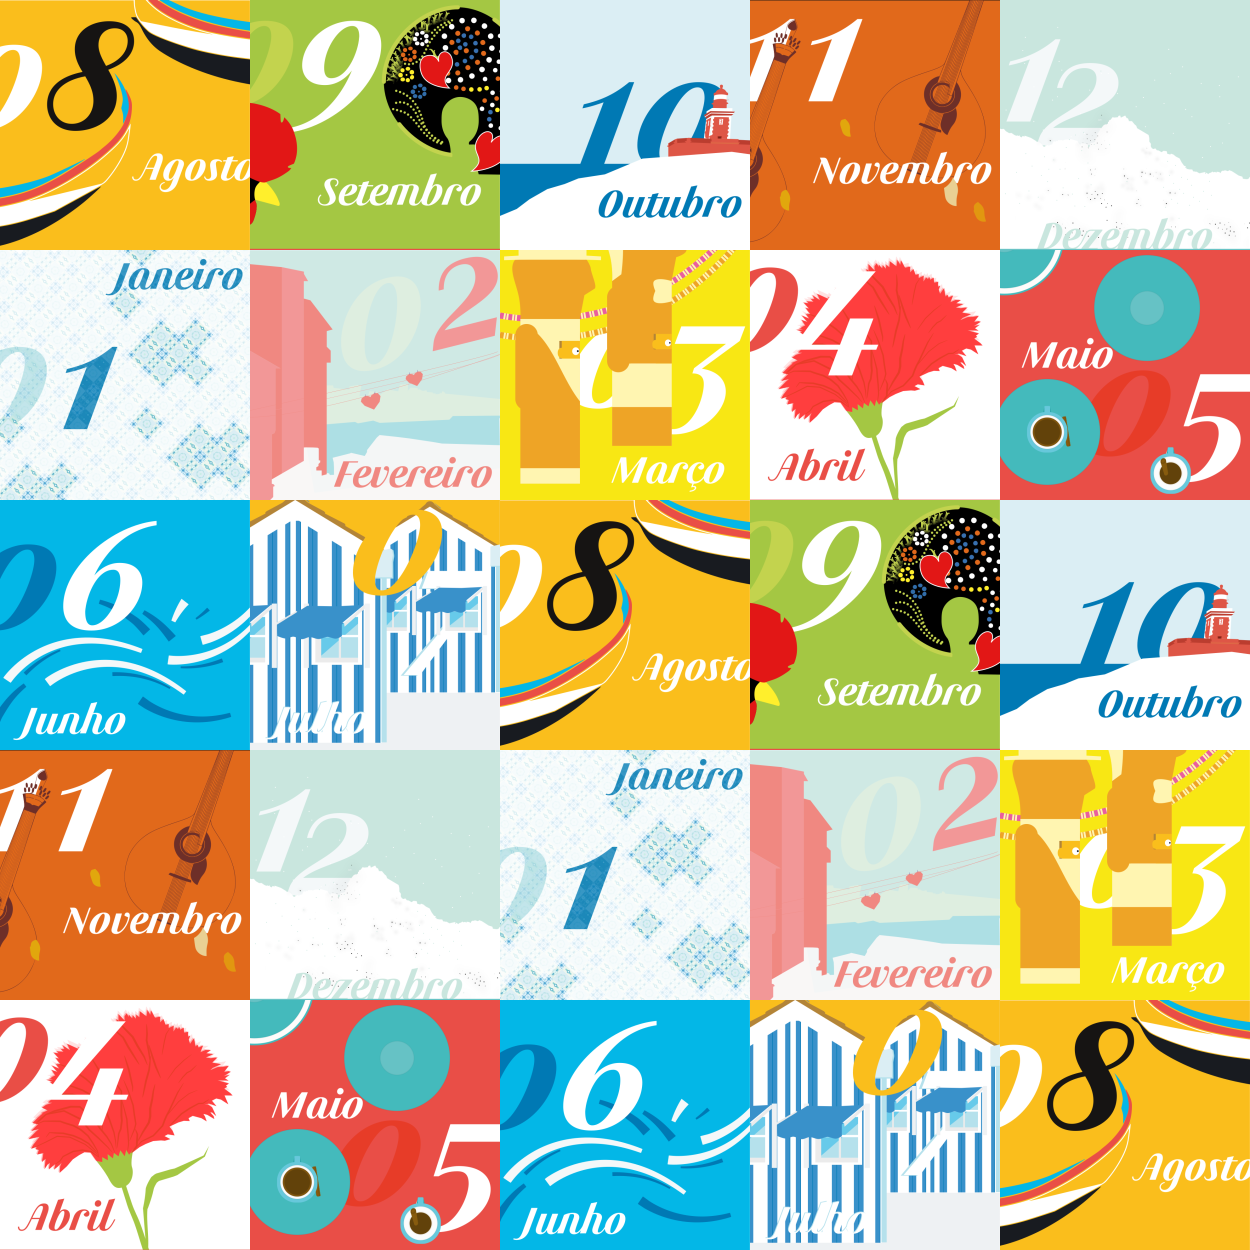 08
Agosto
09
Setembro
10
Outubro
11
Novembro
12
Dezembro
Janeiro
01
02
Fevereiro
03
Março
04
Abril
Maio
05
06
Junho
07
Julho
08
Agosto
09
Setembro
10
Outubro
11
Novembro
12
Dezembro
Janeiro
01
02
Fevereiro
03
Março
04
Abril
Maio
05
06
Junho
07
Julho
08
Agosto